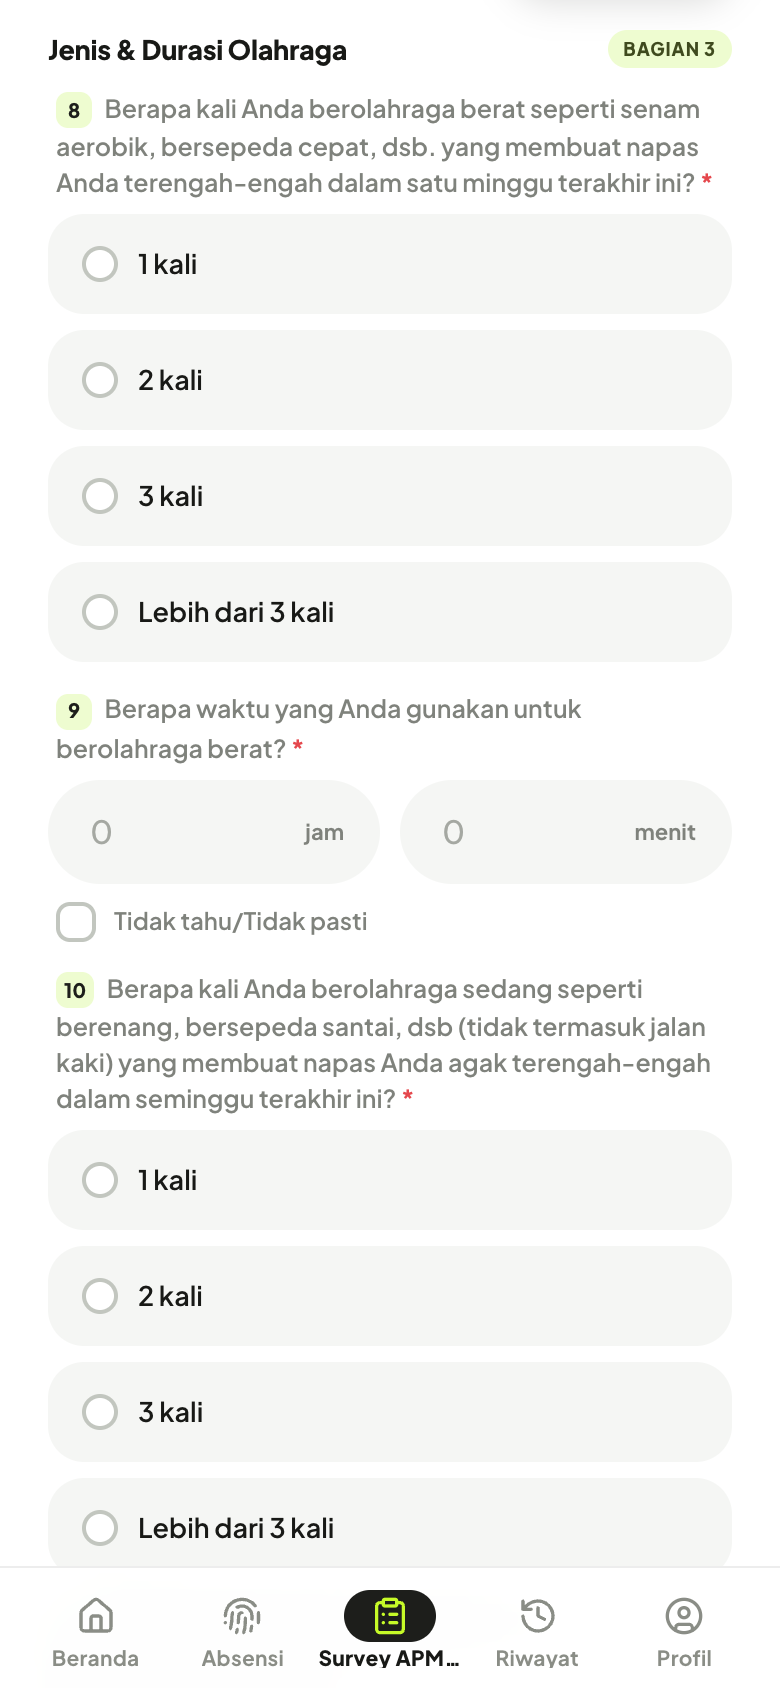 Jenis & Durasi Olahraga
BAGIAN 3
8 Berapa kali Anda berolahraga berat seperti senam
aerobik, bersepeda cepat, dsb. yang membuat napas
Anda terengah-engah dalam satu minggu terakhir ini? *
1 kali
2 kali
3 kali
Lebih dari 3 kali
9 Berapa waktu yang Anda gunakan untuk
berolahraga berat? *
0 jam
0 menit
Tidak tahu/Tidak pasti
10 Berapa kali Anda berolahraga sedang seperti
berenang, bersepeda santai, dsb (tidak termasuk jalan
kaki) yang membuat napas Anda agak terengah-engah
dalam seminggu terakhir ini? *
1 kali
2 kali
3 kali
Lebih dari 3 kali
Beranda
Absensi
Survey APM...
Riwayat
Profil